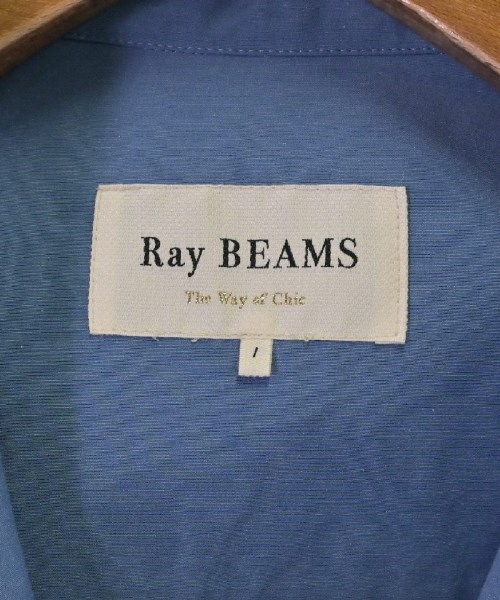 Ray BEAMS
The Way of Chic
1